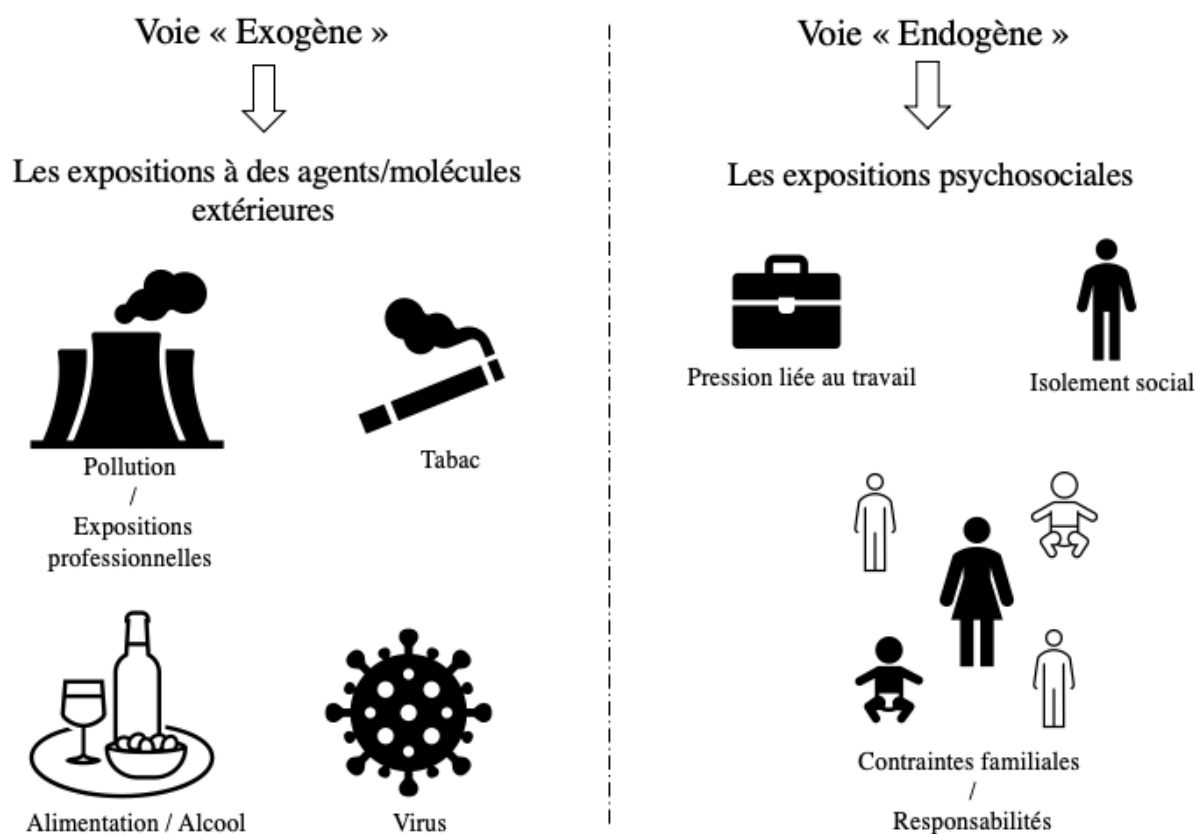 Voie « Exogène »
Les expositions à des agents/molécules
extérieures
Pollution
/
Expositions
professionnelles
Tabac
Alimentation / Alcool
Virus
Voie « Endogène »
Les expositions psychosociales
Pression liée au travail
Isolement social
Contraintes familiales
/
Responsabilités